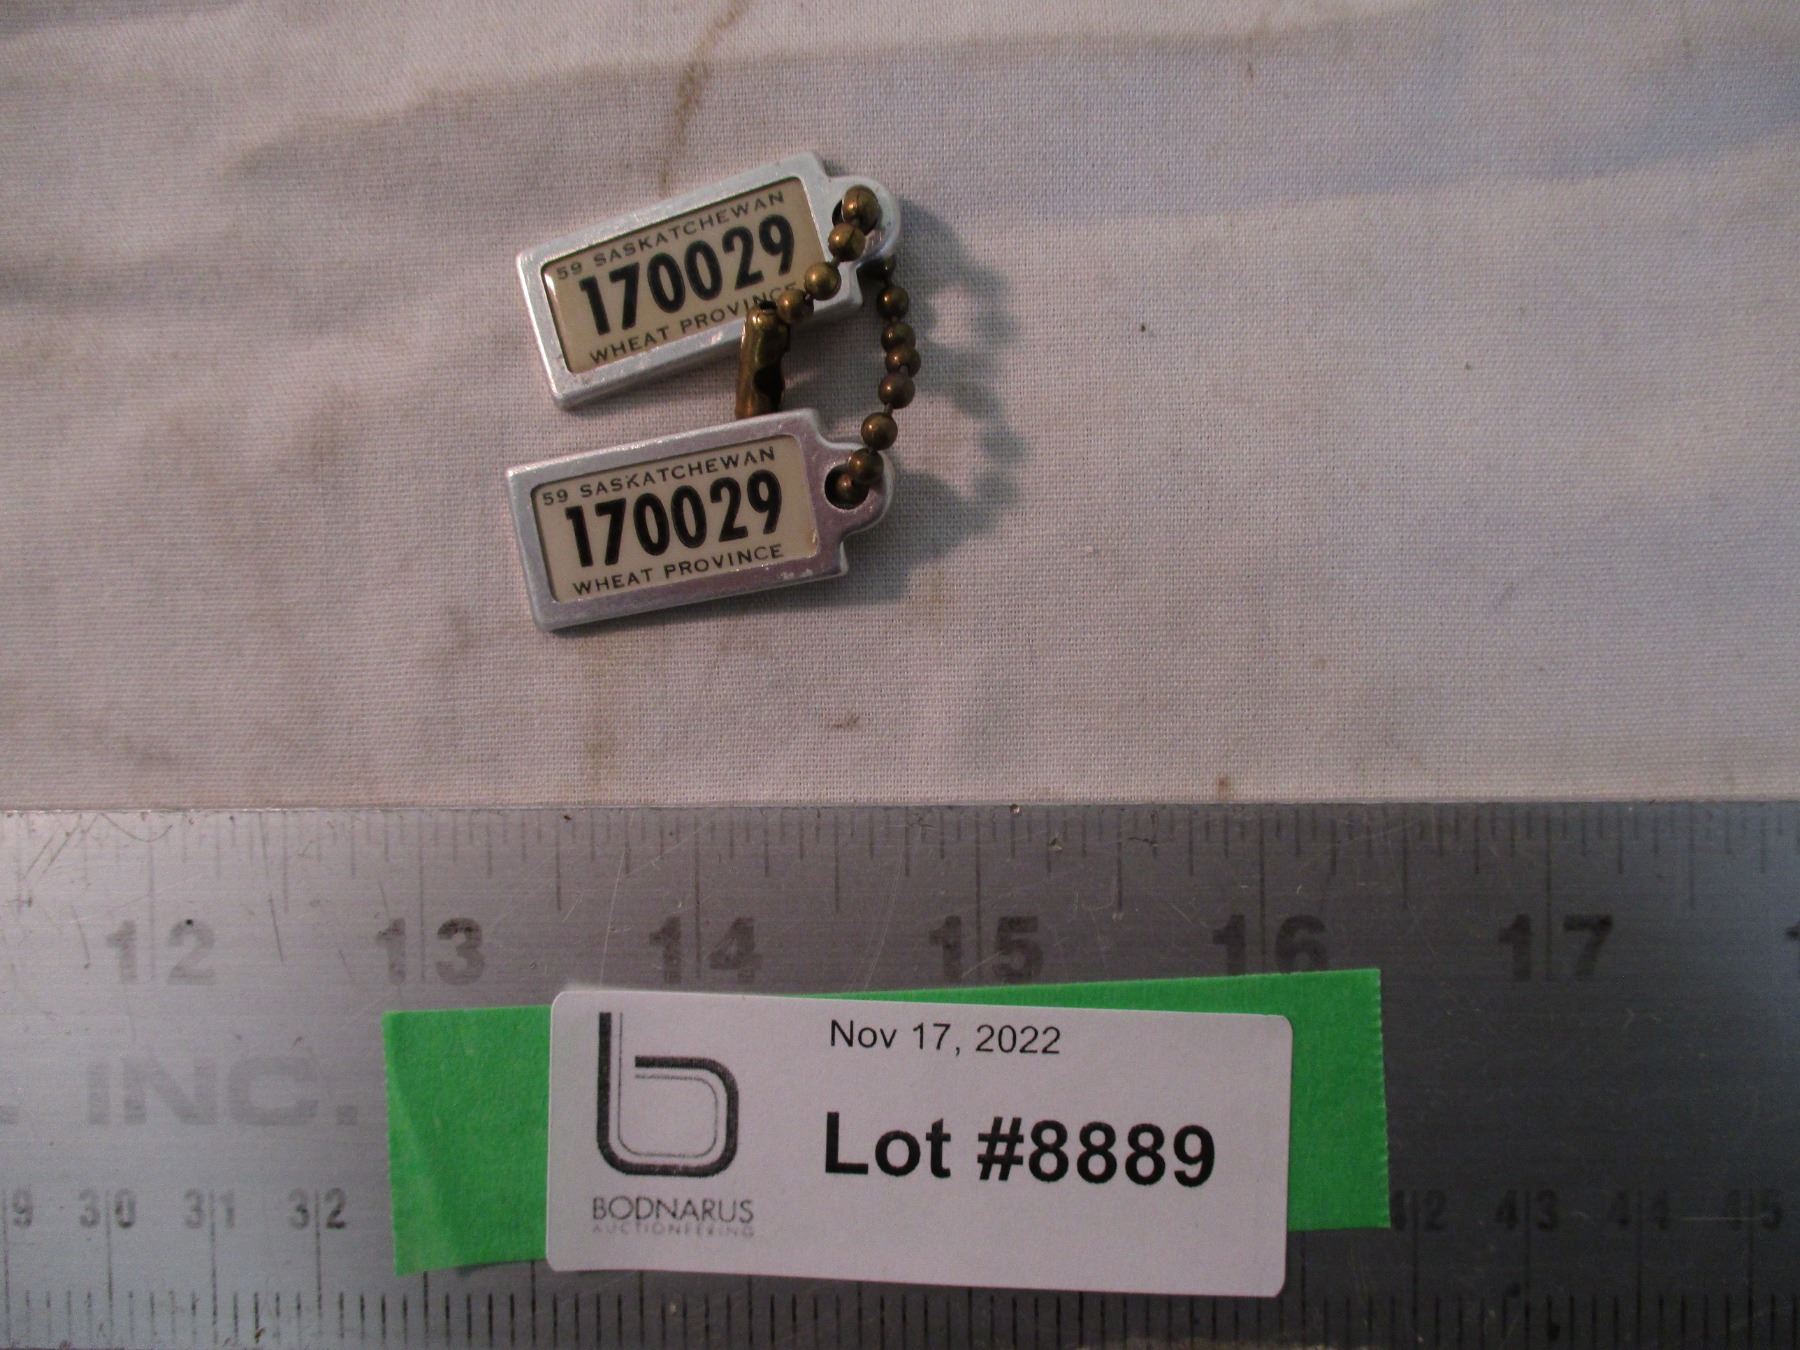 59 SASKATCHEWAN
170029
WHEAT PROVINCE
59 SASKATCHEWAN
170029
WHEAT PROVINCE
12 13 14 15 16 17
INC.
Nov 17, 2022
Lot #8889
BODNARUS
AUCTIONEERING
30 31 32 42 43 44 45